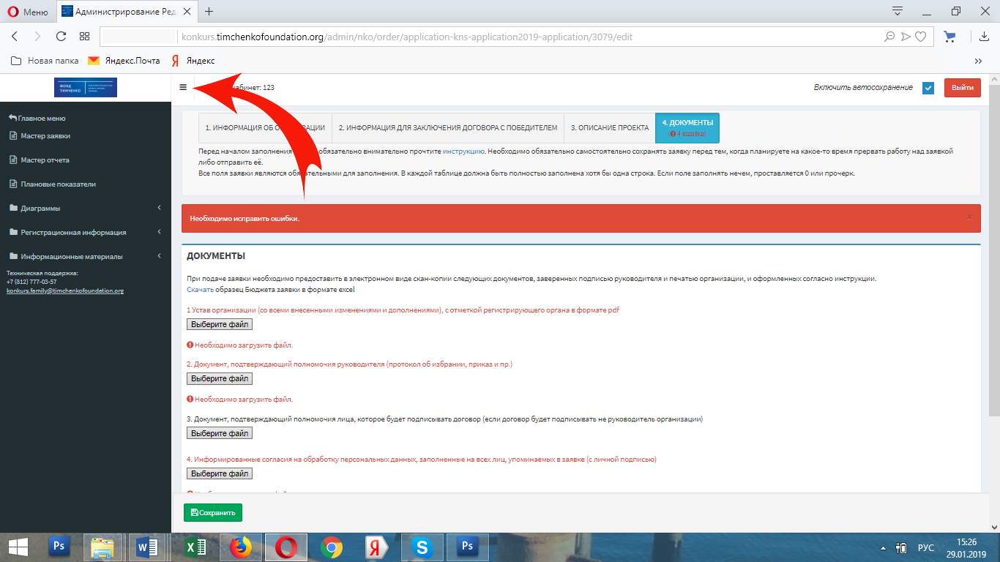 Меню
Администрирование Ред
konkurs.timchenkofoundation.org/admin/nko/order/application-kns-application2019-application/3079/edit
Новая папка
Яндекс.Почта
Яндекс
ФОНД
ТИМЧЕНКО
кабинет: 123
Включить автосохранение
Выйти
Главное меню
Мастер заявки
Мастер отчета
Плановые показатели
Диаграммы
Регистрационная информация
Информационные материалы
Техническая поддержка:
+7 (812) 777-03-57
konkurs.family@timchenkofoundation.org
1. ИНФОРМАЦИЯ ОБ О ЗАЦИИ
2. ИНФОРМАЦИЯ ДЛЯ ЗАКЛЮЧЕНИЯ ДОГОВОРА С ПОБЕДИТЕЛЕМ
3. ОПИСАНИЕ ПРОЕКТА
4. ДОКУМЕНТЫ
(4 ошибки)
Перед началом заполнения обязательно внимательно прочтите инструкцию. Необходимо обязательно самостоятельно сохранять заявку перед тем, когда планируете на какое-то время прервать работу над заявкой
либо отправить её.
Все поля заявки являются обязательными для заполнения. В каждой таблице должна быть полностью заполнена хотя бы одна строка. Если поле заполнять нечем, проставляется 0 или прочерк.
Необходимо исправить ошибки.
×
ДОКУМЕНТЫ
При подаче заявки необходимо предоставить в электронном виде скан-копии следующих документов, заверенных подписью руководителя и печатью организации, и оформленных согласно инструкции.
Скачать образец Бюджета заявки в формате excel
1 Устав организации (со всеми внесенными изменениями и дополнениями), с отметкой регистрирующего органа в формате pdf
Выберите файл
Необходимо загрузить файл.
2. Документ, подтверждающий полномочия руководителя (протокол об избрании, приказ и пр.)
Выберите файл
Необходимо загрузить файл.
3. Документ, подтверждающий полномочия лица, которое будет подписывать договор (если договор будет подписывать не руководитель организации)
Выберите файл
4. Информированные согласия на обработку персональных данных, заполненные на всех лиц, упоминаемых в заявке (с личной подписью)
Выберите файл
Сохранить
Ps
Ps
РУС
15:26
29.01.2019